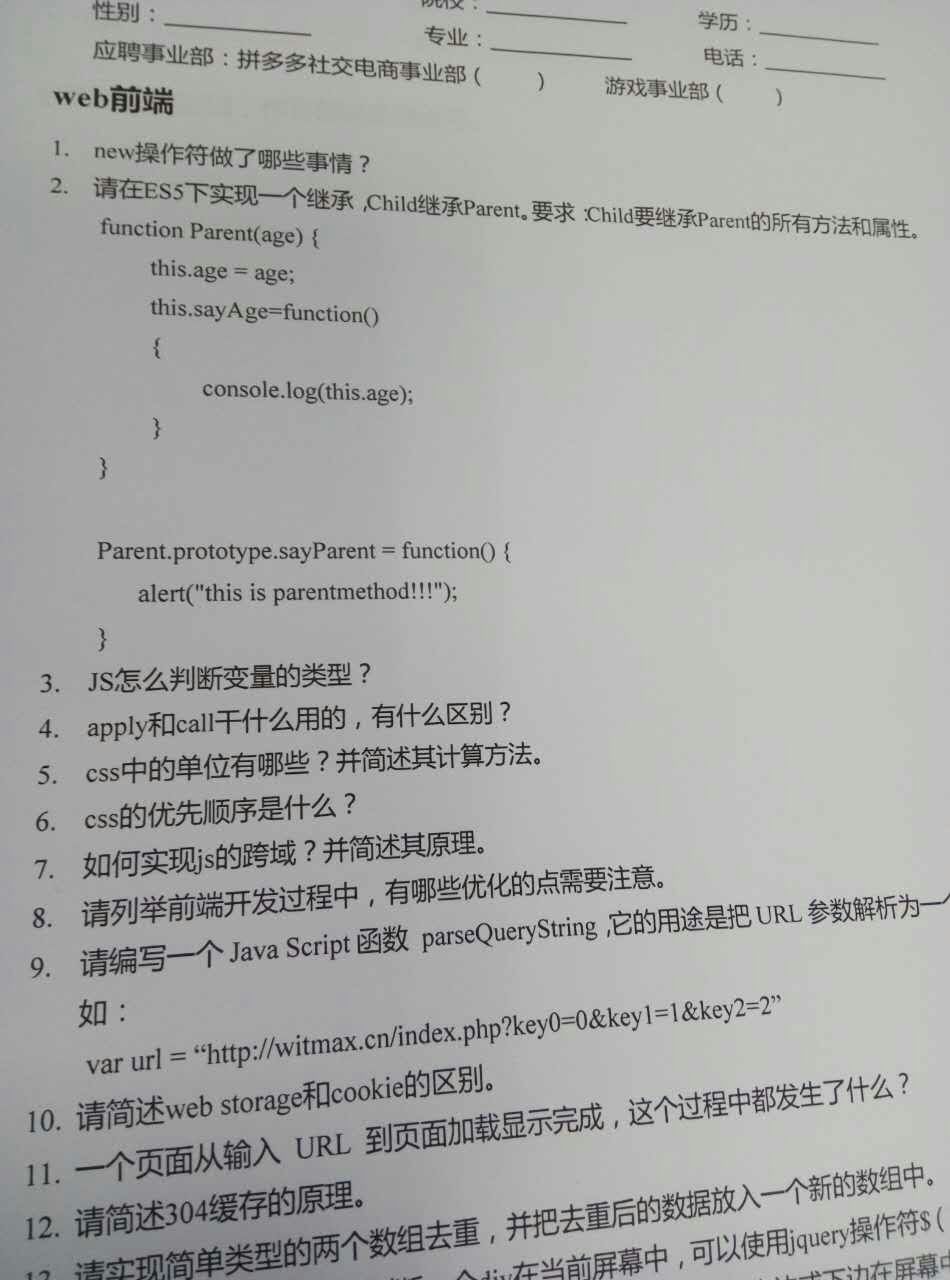 性别：________ 院校：________ 学历：________
专业：________ 电话：________
应聘事业部：拼多多社交电商事业部（ ） 游戏事业部（ ）
web前端
1. new操作符做了哪些事情？
2. 请在ES5下实现一个继承,Child继承Parent。要求:Child要继承Parent的所有方法和属性。
function Parent(age) {
this.age = age;
this.sayAge=function()
{
console.log(this.age);
}
}
Parent.prototype.sayParent = function() {
alert("this is parentmethod!!!");
}
3. JS怎么判断变量的类型？
4. apply和call干什么用的，有什么区别？
5. css中的单位有哪些？并简述其计算方法。
6. css的优先顺序是什么？
7. 如何实现js的跨域？并简述其原理。
8. 请列举前端开发过程中，有哪些优化的点需要注意。
9. 请编写一个 Java Script 函数 parseQueryString ,它的用途是把 URL 参数解析为一个
如：
var url = “http://witmax.cn/index.php?key0=0&key1=1&key2=2”
10. 请简述web storage和cookie的区别。
11. 一个页面从输入 URL 到页面加载显示完成，这个过程中都发生了什么？
12. 请简述304缓存的原理。
13. 请实现简单类型的两个数组去重，并把去重后的数据放入一个新的数组中。
个div在当前屏幕中，可以使用jquery操作符$（
下边在屏幕